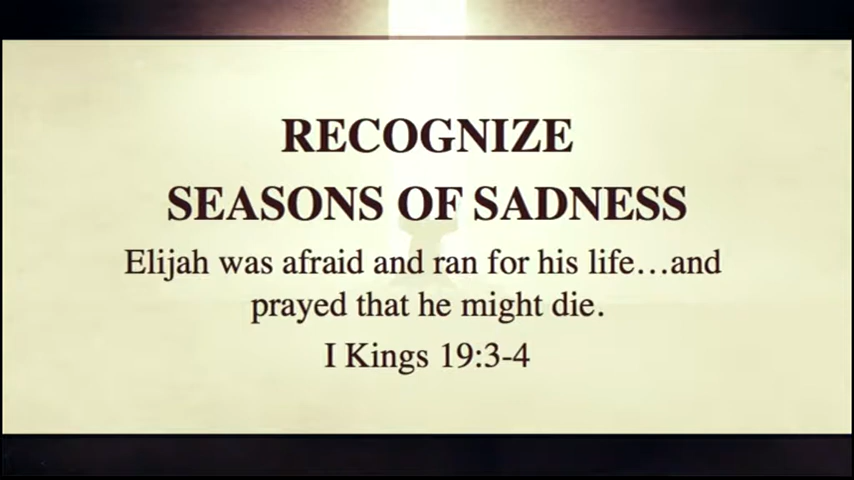 RECOGNIZE
SEASONS OF SADNESS
Elijah was afraid and ran for his life…and
prayed that he might die.
I Kings 19:3-4